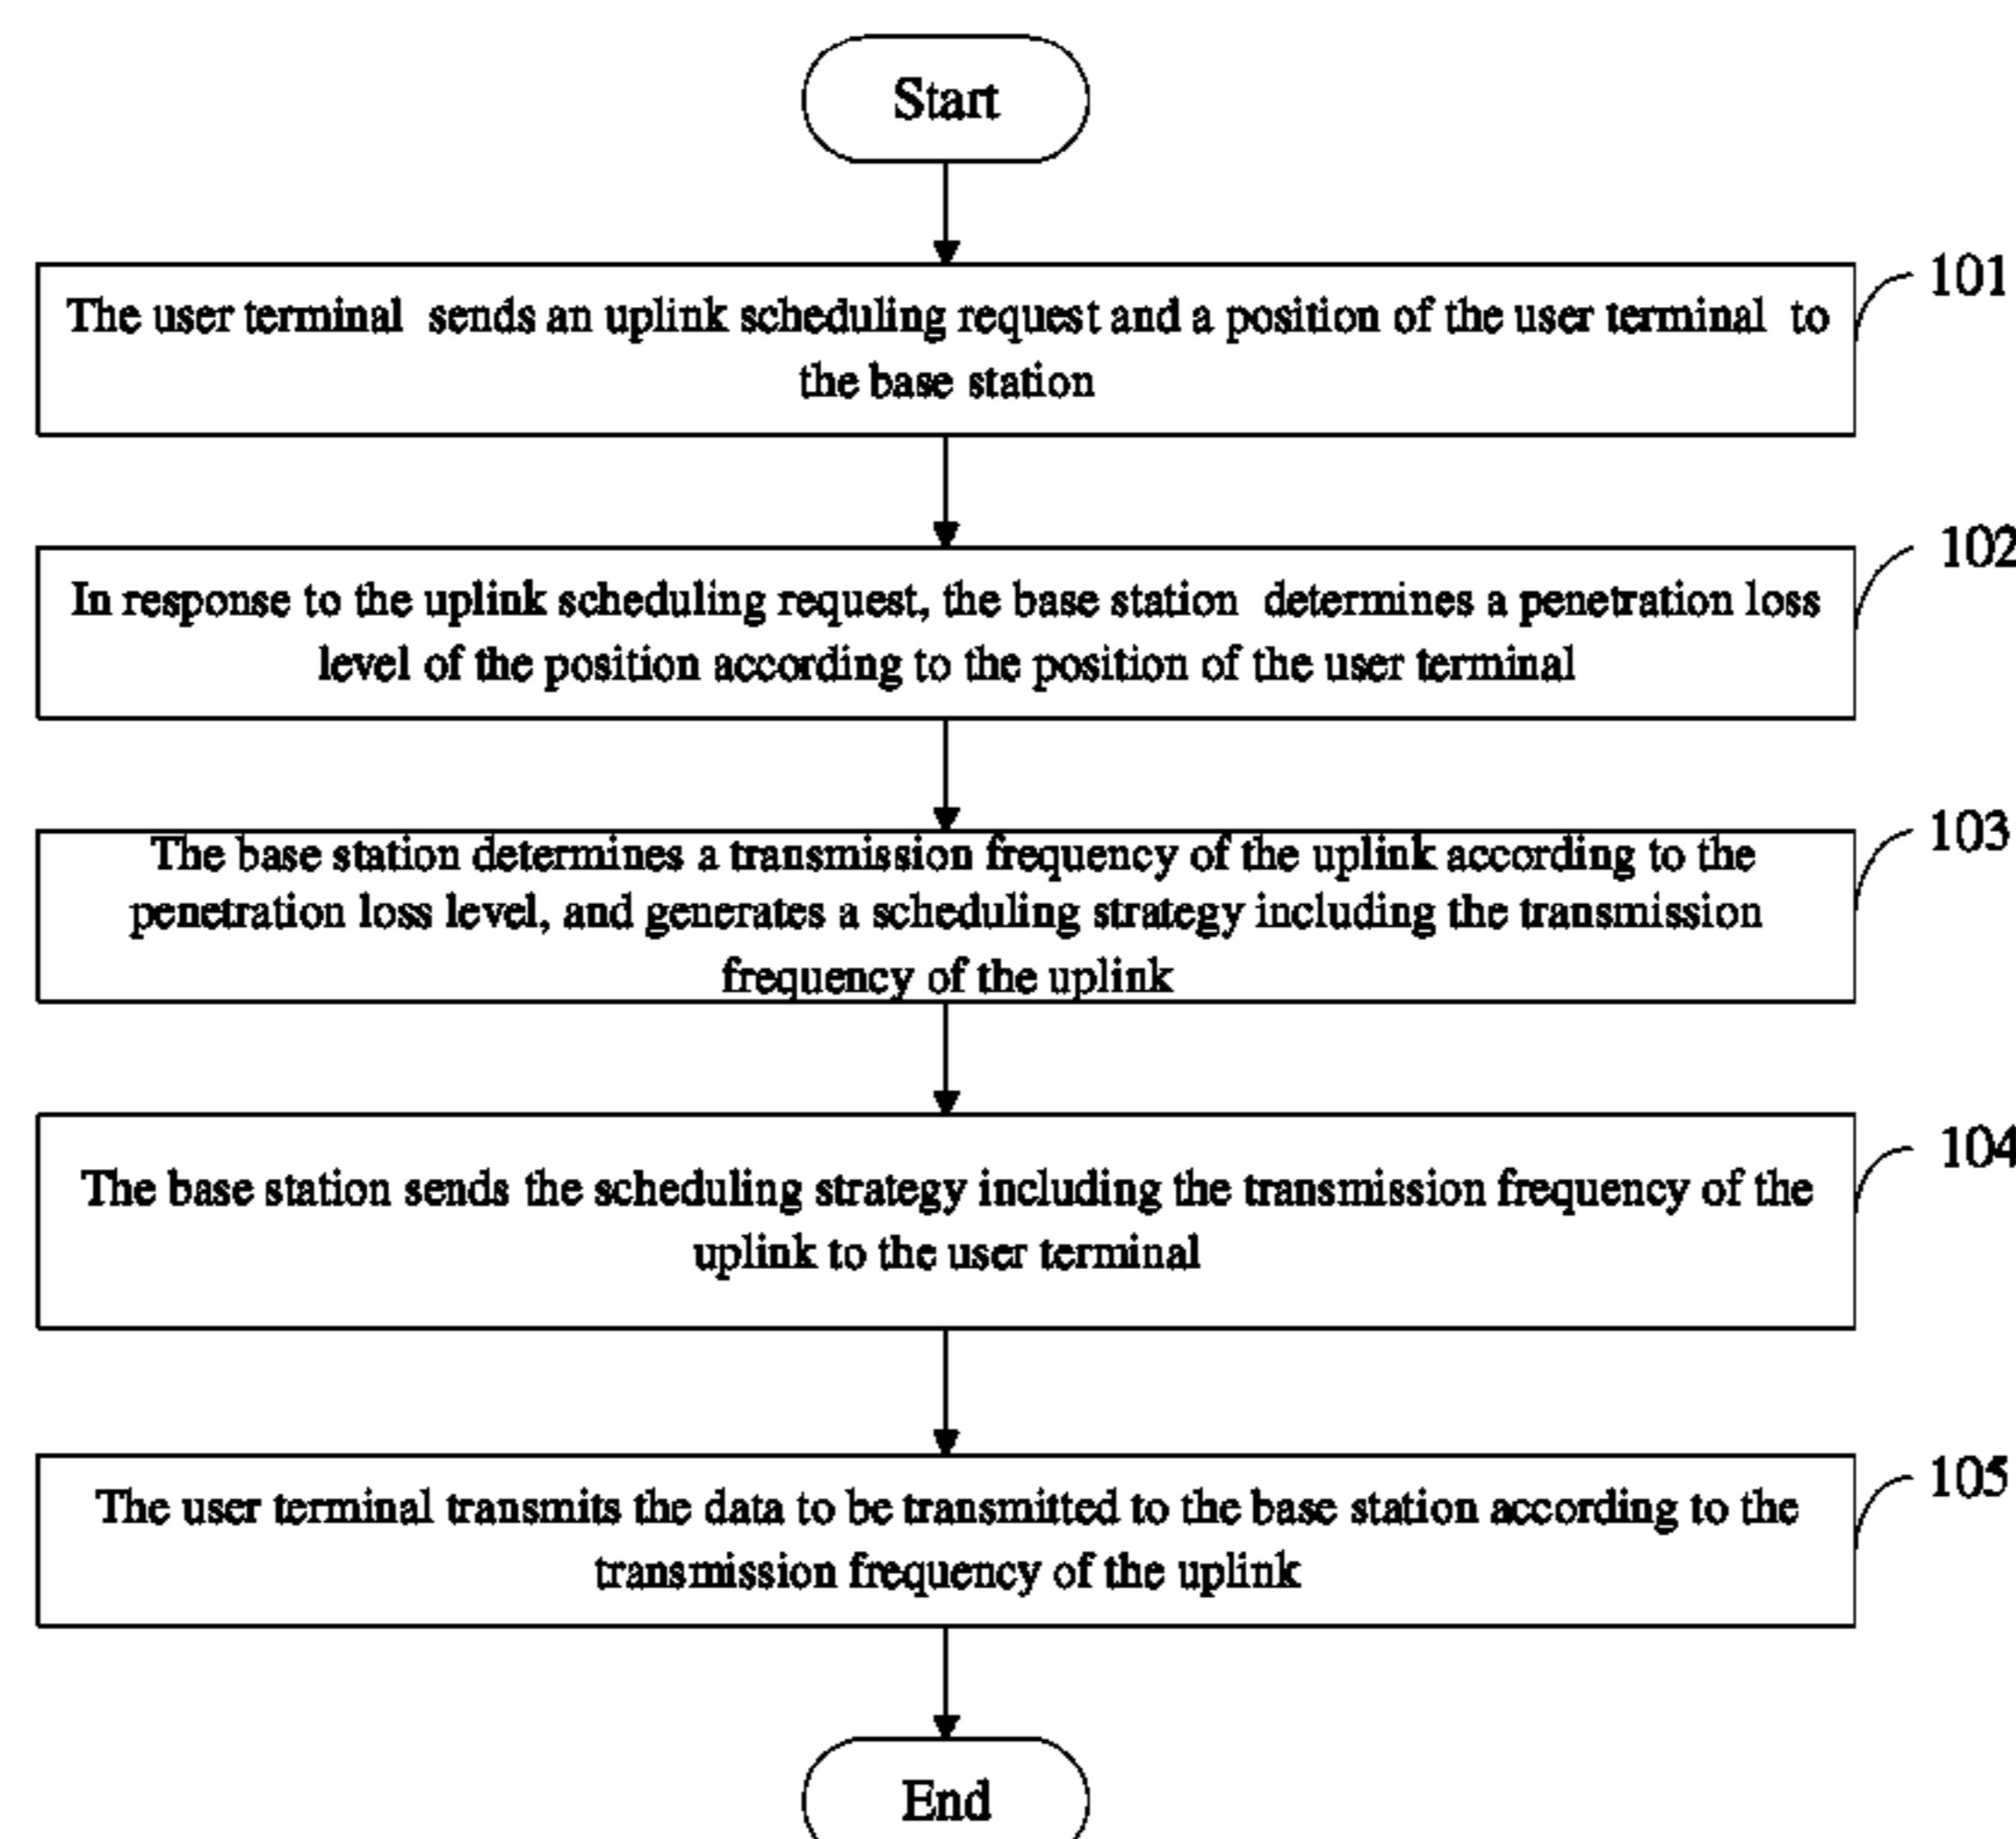 Start
101
The user terminal sends an uplink scheduling request and a position of the user terminal to
the base station
102
In response to the uplink scheduling request, the base station determines a penetration loss
level of the position according to the position of the user terminal
103
The base station determines a transmission frequency of the uplink according to the
penetration loss level, and generates a scheduling strategy including the transmission
frequency of the uplink
104
The base station sends the scheduling strategy including the transmission frequency of the
uplink to the user terminal
105
The user terminal transmits the data to be transmitted to the base station according to the
transmission frequency of the uplink
End